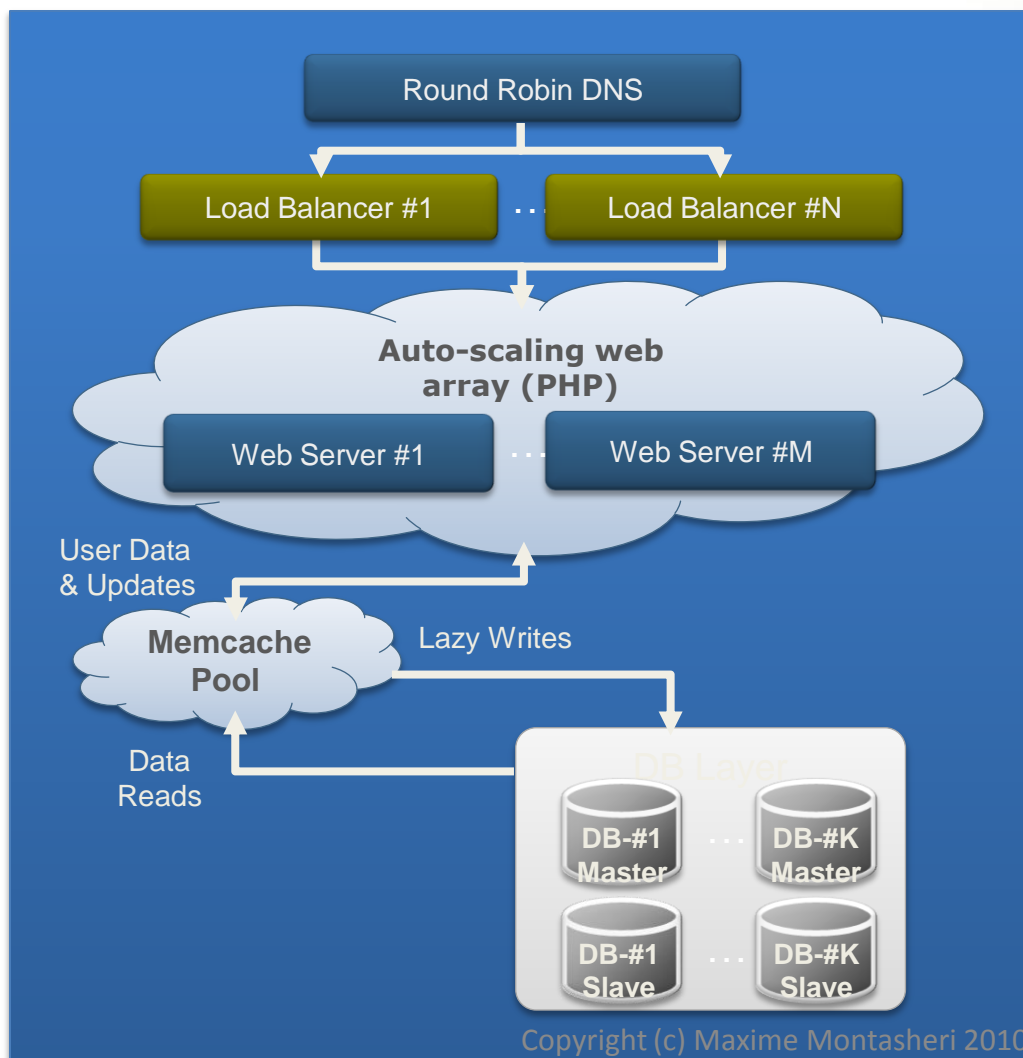 Round Robin DNS
Load Balancer #1
...
Load Balancer #N
Auto-scaling web
array (PHP)
Web Server #1
...
Web Server #M
User Data
& Updates
Memcache
Pool
Lazy Writes
Data
Reads
DB Layer
DB-#1
Master
...
DB-#K
Master
DB-#1
Slave
...
DB-#K
Slave
Copyright (c) Maxime Montasheri 2010